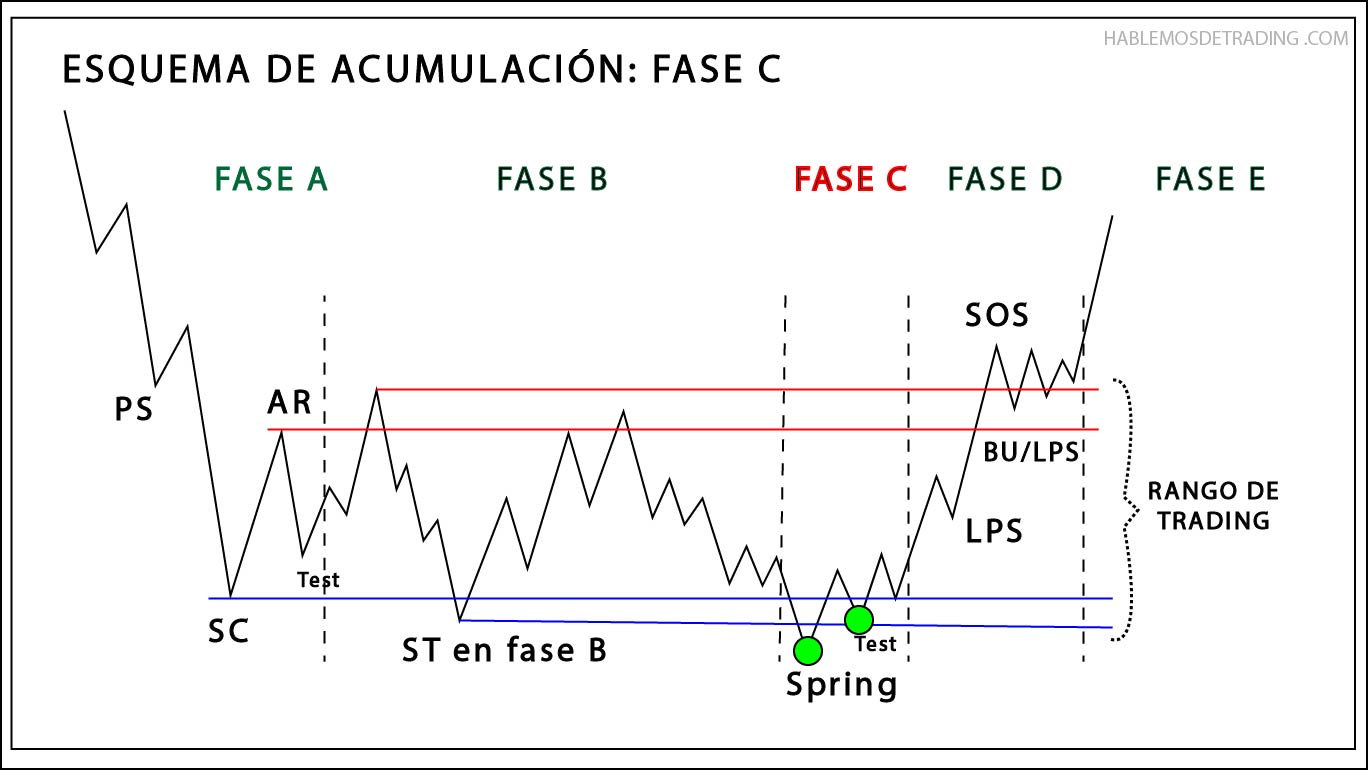 HABLEMOSDETRADING .COM
ESQUEMA DE ACUMULACIÓN: FASE C
FASE A
FASE B
FASE C
FASE D
FASE E
SOS
AR
PS
BU/LPS
RANGO DE
TRADING
LPS
Test
SC
ST en fase B
Test
Spring